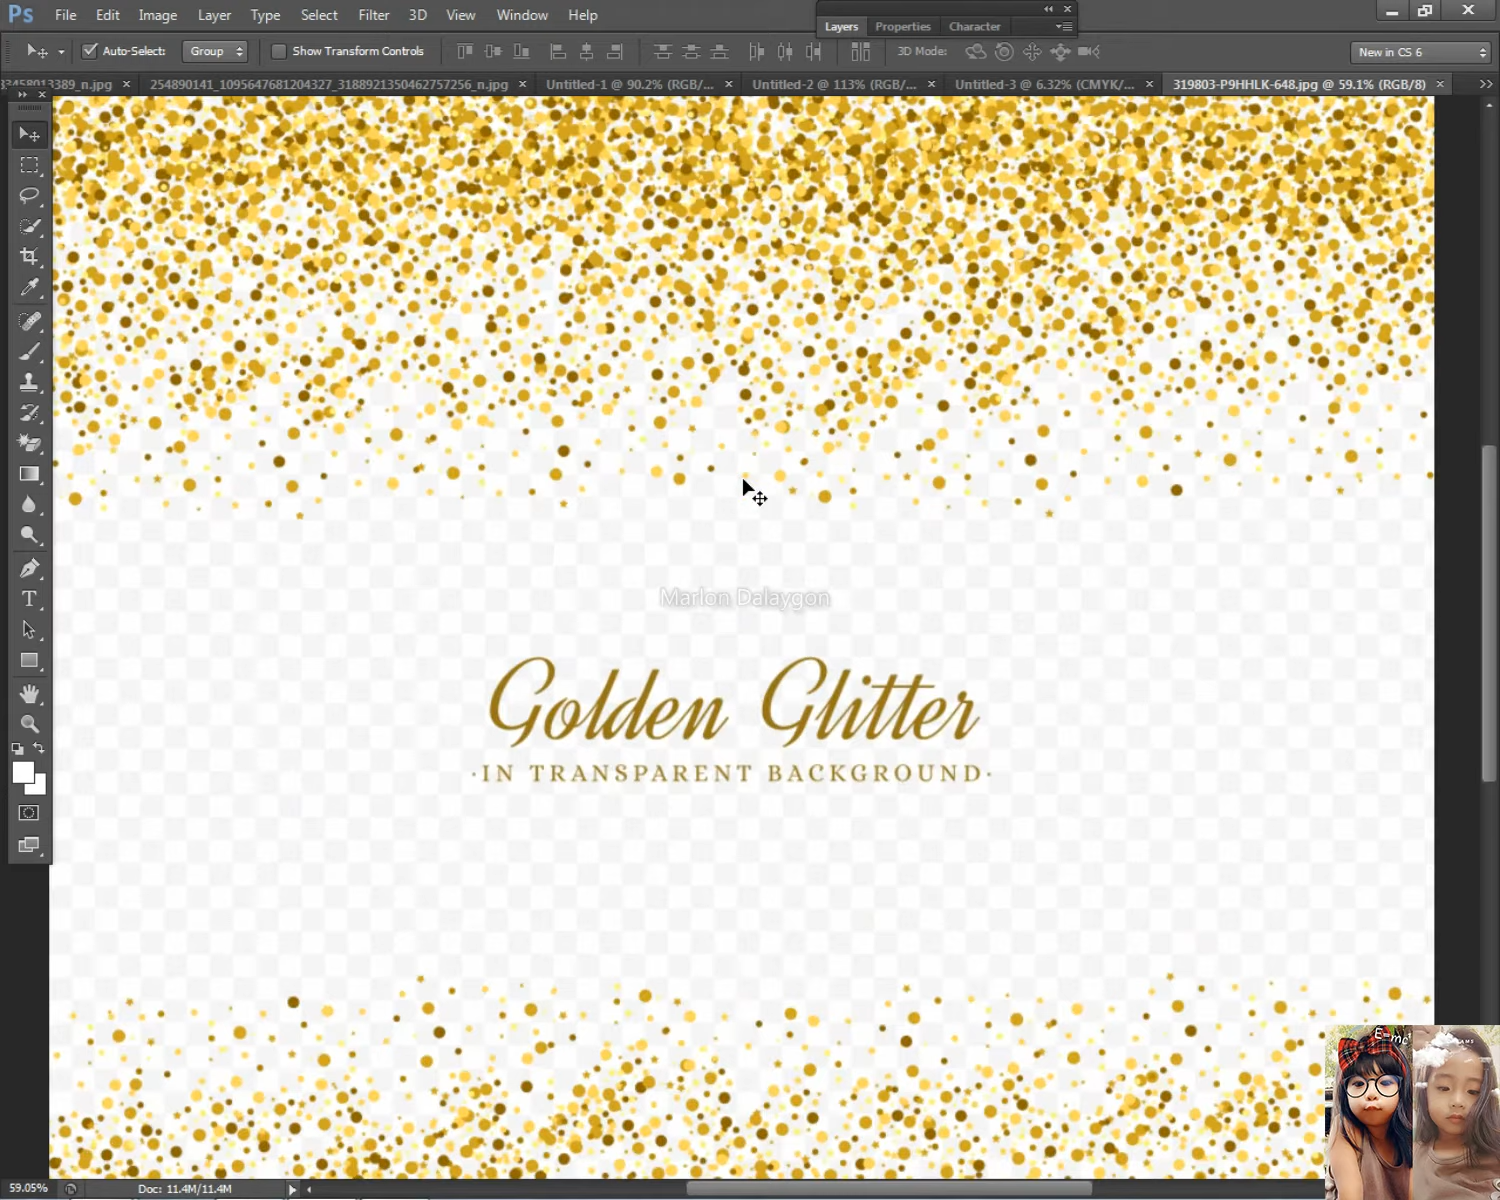 Ps File Edit Image Layer Type Select Filter 3D View Window Help
Layers Properties Character
Auto-Select: Group Show Transform Controls 3D Mode: New in CS 6
3458013389_n.jpg × 254890141_1095647681204327_3188921350462757256_n.jpg × Untitled-1 @ 90.2% (RGB/... × Untitled-2 @ 113% (RGB/... × Untitled-3 @ 6.32% (CMYK/... × 319803-P9HHLK-648.jpg @ 59.1% (RGB/8) ×
Marlon Dalaygon
Golden Glitter
·IN TRANSPARENT BACKGROUND·
E=mc²
59.05% Doc: 11.4M/11.4M